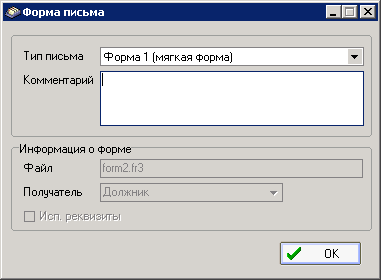 Форма письма
Тип письма Форма 1 (мягкая форма)
Комментарий
Информация о форме
Файл form2.fr3
Получатель Должник
Исп. реквизиты
OK